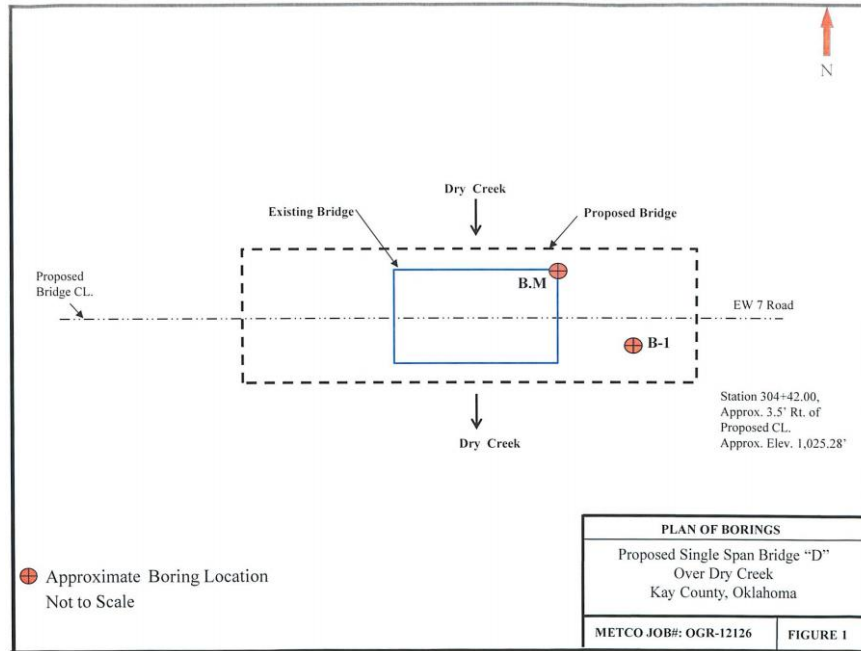 N
Dry Creek
Existing Bridge
Proposed Bridge
B.M
Proposed
Bridge CL.
EW 7 Road
B-1
Station 304+42.00,
Approx. 3.5' Rt. of
Proposed CL.
Approx. Elev. 1,025.28'
Dry Creek
Approximate Boring Location
Not to Scale
PLAN OF BORINGS
Proposed Single Span Bridge “D”
Over Dry Creek
Kay County, Oklahoma
METCO JOB#: OGR-12126
FIGURE 1